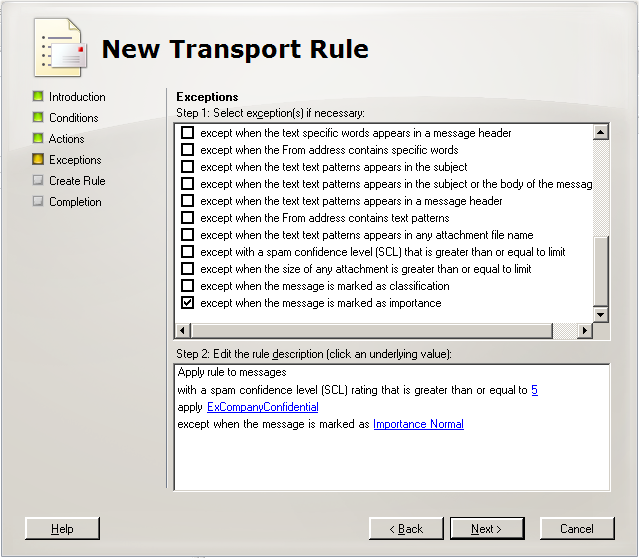 New Transport Rule
Introduction
Conditions
Actions
Exceptions
Create Rule
Completion
Exceptions
Step 1: Select exception(s) if necessary:
except when the text specific words appears in a message header
except when the From address contains specific words
except when the text text patterns appears in the subject
except when the text text patterns appears in the subject or the body of the messag
except when the text text patterns appears in a message header
except when the From address contains text patterns
except when the text text patterns appears in any attachment file name
except with a spam confidence level (SCL) that is greater than or equal to limit
except when the size of any attachment is greater than or equal to limit
except when the message is marked as classification
except when the message is marked as importance
Step 2: Edit the rule description (click an underlying value):
Apply rule to messages
with a spam confidence level (SCL) rating that is greater than or equal to 5
apply ExCompanyConfidential
except when the message is marked as Importance Normal
Help
< Back
Next >
Cancel